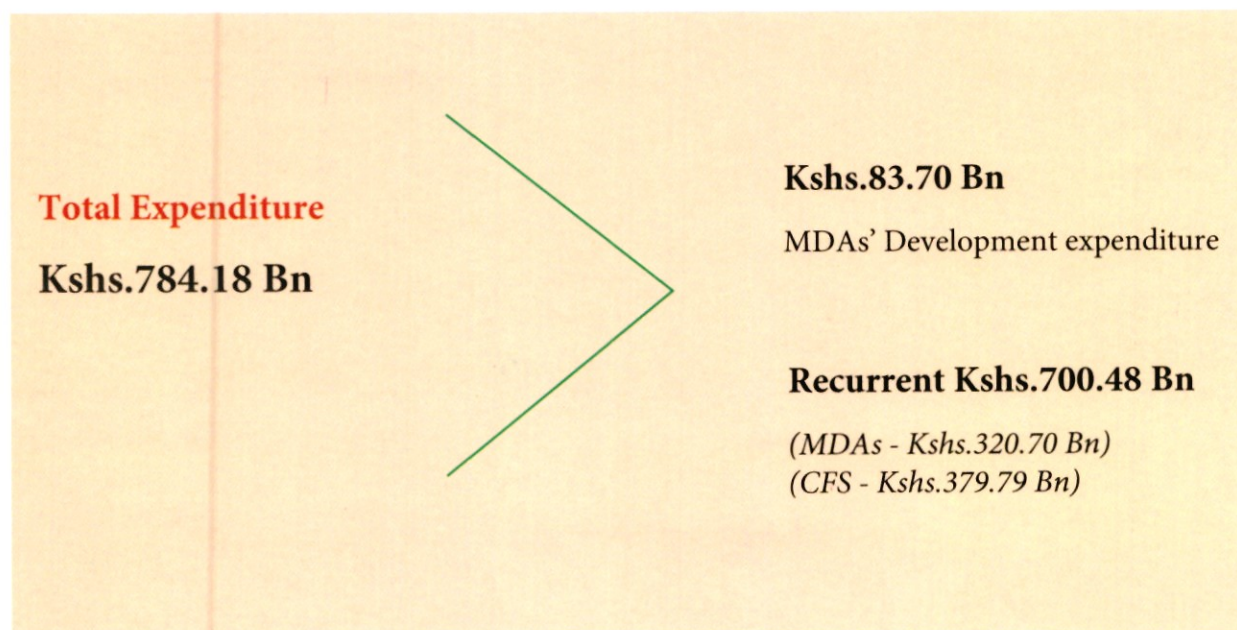 Total Expenditure
Kshs.784.18 Bn
Kshs.83.70 Bn
MDAs’ Development expenditure
Recurrent Kshs.700.48 Bn
(MDAs - Kshs.320.70 Bn)
(CFS - Kshs.379.79 Bn)